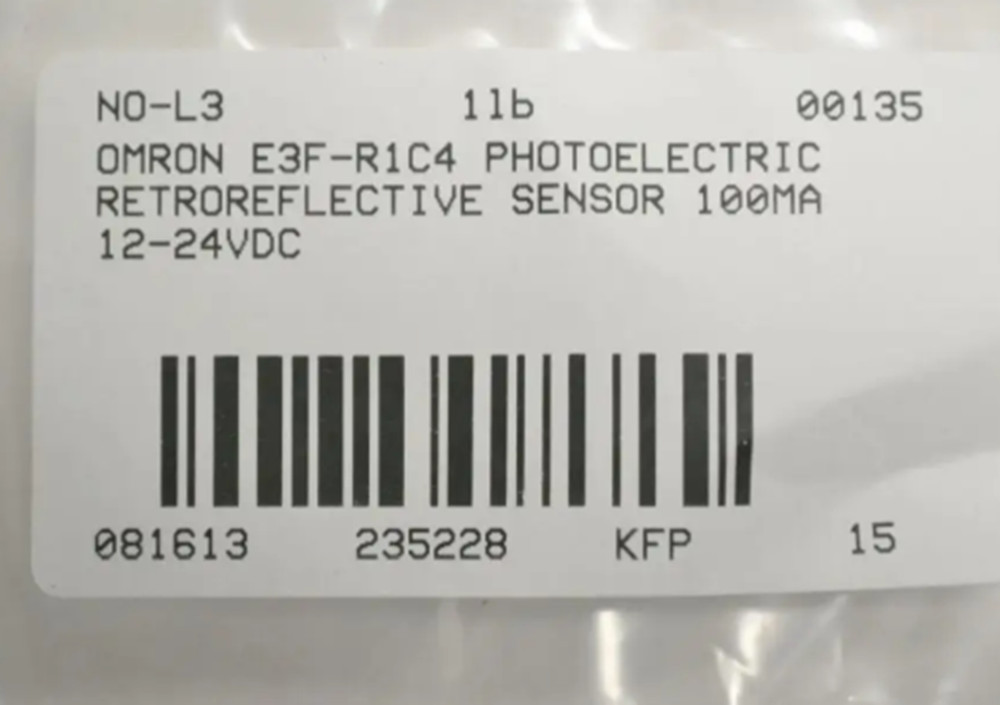 NO-L3 1lb 00135
OMRON E3F-R1C4 PHOTOELECTRIC
RETROREFLECTIVE SENSOR 100MA
12-24VDC
081613 235228 KFP 15